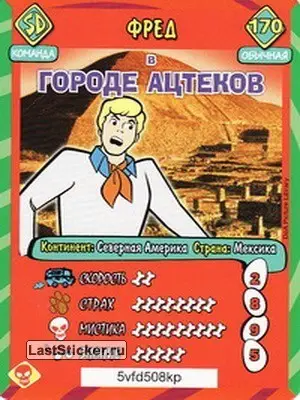 SD
ФРЕД
170
КОМАНДА
ОБЫЧНАЯ
В
ГОРОДЕ АЦТЕКОВ
Континент: Северная Америка Страна: Мексика
СКОРОСТЬ 2
СТРАХ 8
МИСТИКА 9
5
LastSticker.ru
5vfd508kp